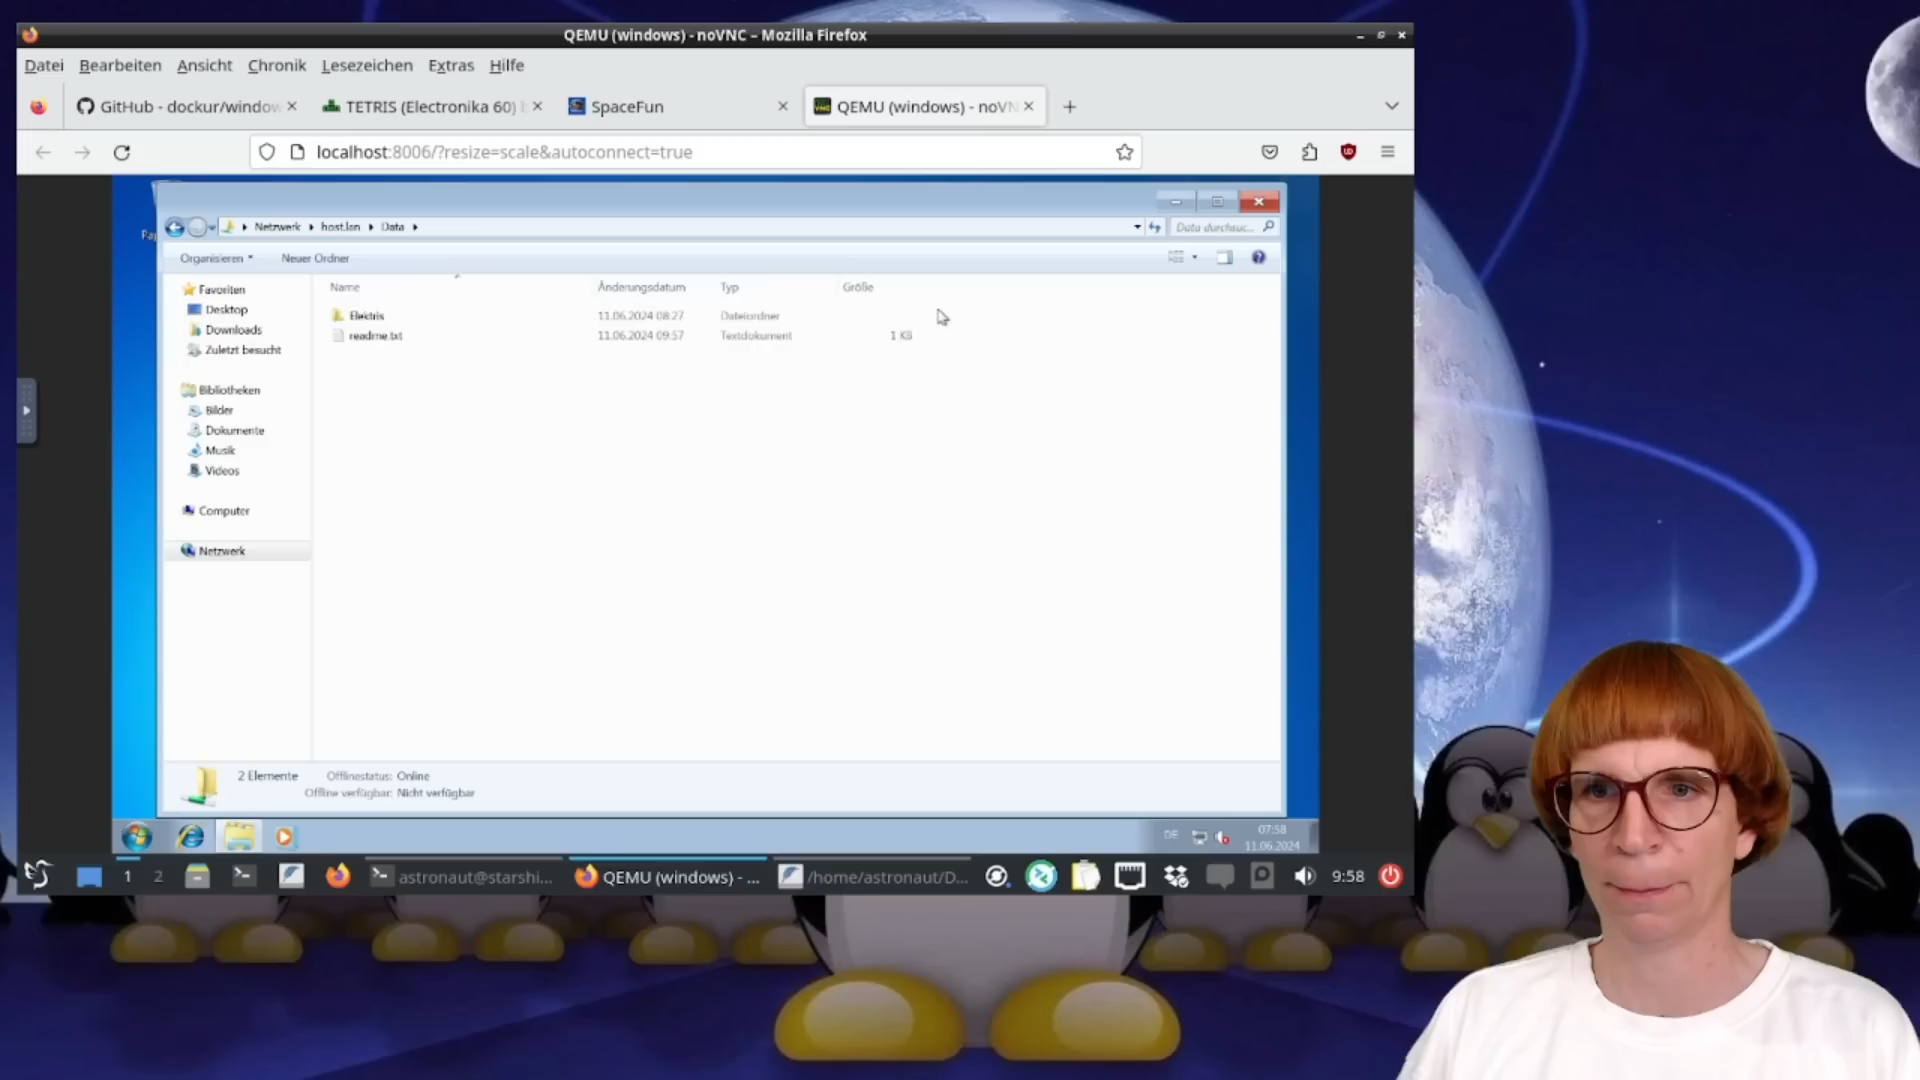 QEMU (windows) - noVNC – Mozilla Firefox
Datei Bearbeiten Ansicht Chronik Lesezeichen Extras Hilfe
GitHub - dockur/window
TETRIS (Electronika 60)
SpaceFun
QEMU (windows) - noVN
localhost:8006/?resize=scale&autoconnect=true
Netzwerk host.lan Data
Data durchsuc...
Organisieren Neuer Ordner
Name Änderungsdatum Typ Größe
Favoriten
Desktop
Downloads
Zuletzt besucht
Bibliotheken
Bilder
Dokumente
Musik
Videos
Computer
Netzwerk
Elektris 11.06.2024 08:27 Dateiordner
readme.txt 11.06.2024 09:57 Textdokument 1 KB
2 Elemente Offlinestatus: Online
Offline verfügbar: Nicht verfügbar
DE 07:58
11.06.2024
1 2 astronaut@starshi... QEMU (windows) - ... /home/astronaut/D... 9:58